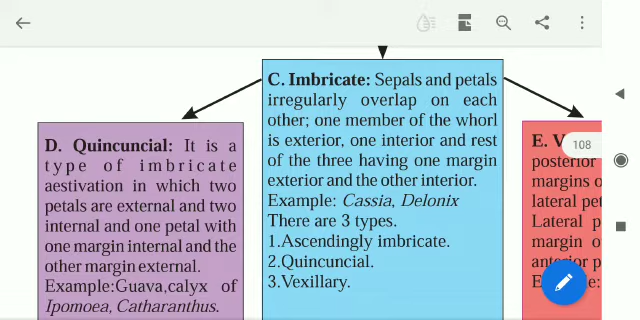 C. Imbricate: Sepals and petals
irregularly overlap on each
other; one member of the whorl
is exterior, one interior and rest
of the three having one margin
exterior and the other interior.
Example: Cassia, Delonix
There are 3 types.
1.Ascendingly imbricate.
2.Quincuncial.
3.Vexillary.
D. Quincuncial: It is a
type of imbricate
aestivation in which two
petals are external and two
internal and one petal with
one margin internal and the
other margin external.
Example:Guava,calyx of
Ipomoea, Catharanthus.
E. V
108
posterior
margins o
lateral pet
Lateral p
margin o
anterior p